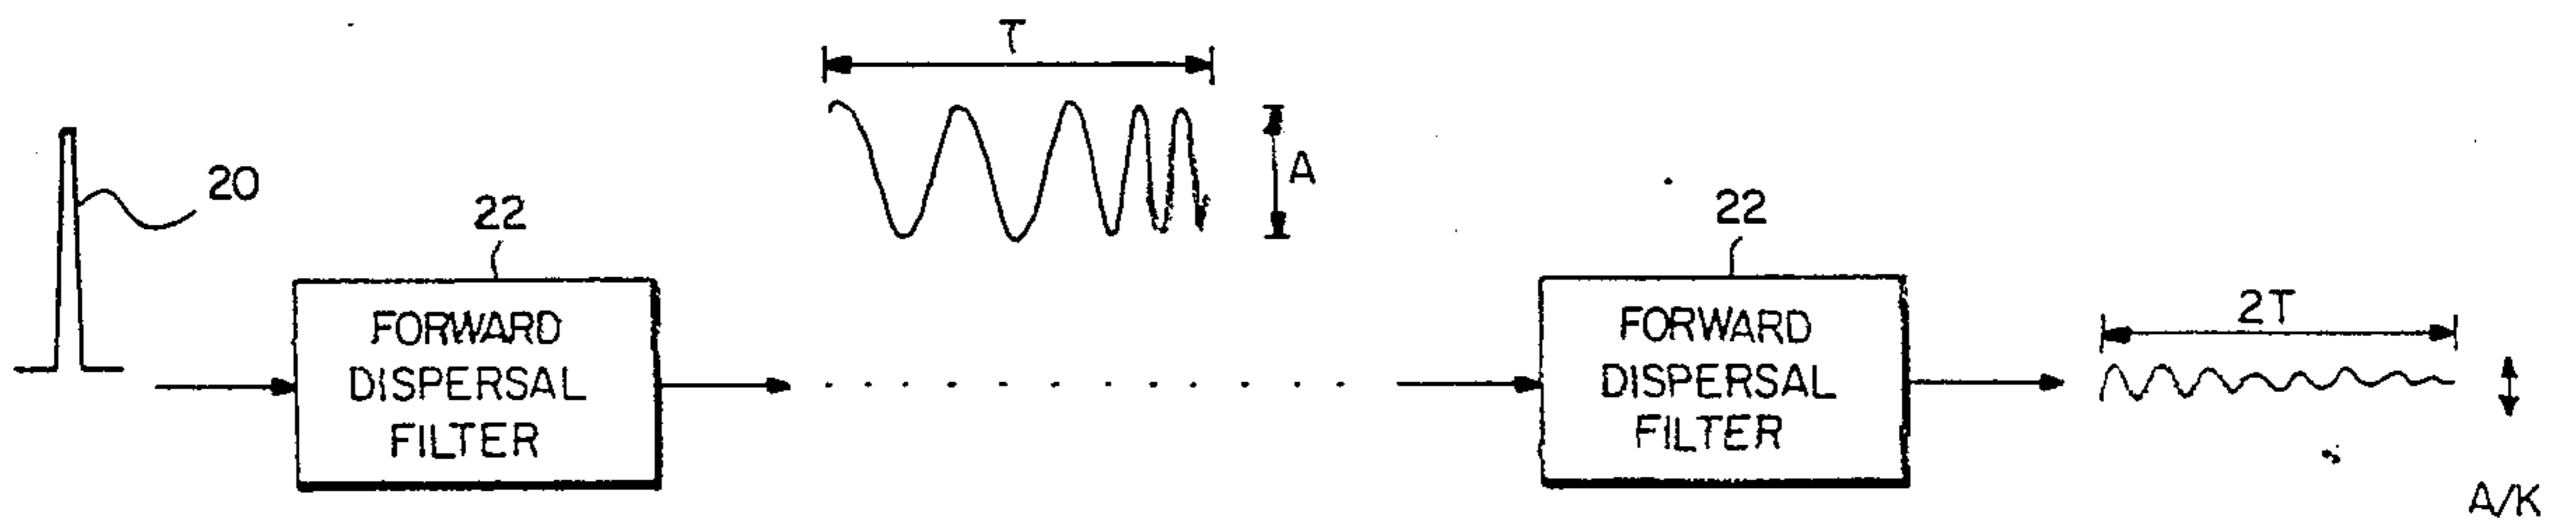 T
20
22
A
22
FORWARD
DISPERSAL
FILTER
FORWARD
DISPERSAL
FILTER
2T
A/K